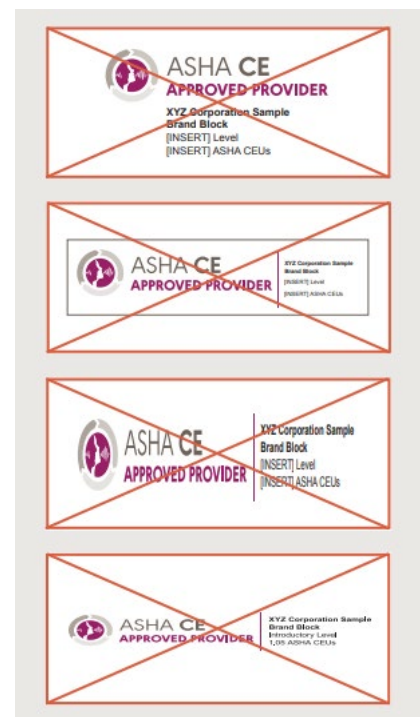 ASHA CE
APPROVED PROVIDER
XYZ Corporation Sample
Brand Block
[INSERT] Level
[INSERT] ASHA CEUs
ASHA CE
APPROVED PROVIDER
XYZ Corporation Sample
Brand Block
[INSERT] Level
[INSERT] ASHA CEUs
ASHA CE
APPROVED PROVIDER
XYZ Corporation Sample
Brand Block
[INSERT] Level
[INSERT] ASHA CEUs
ASHA CE
APPROVED PROVIDER
XYZ Corporation Sample
Brand Block
Introductory Level
1,05 ASHA CEUs